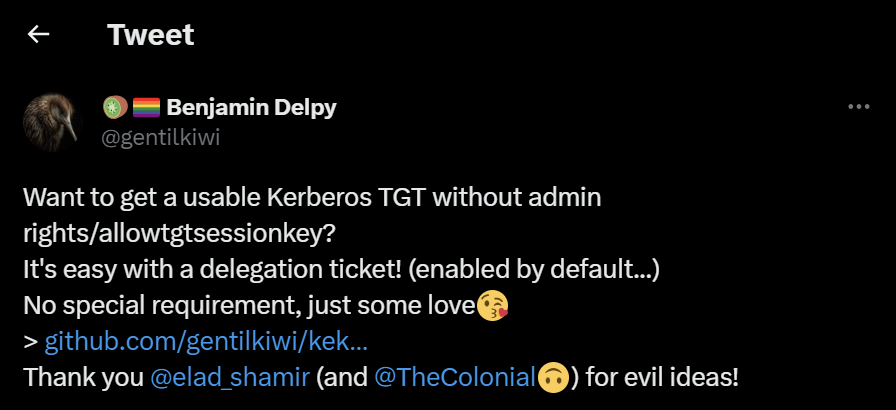 Tweet
Benjamin Delpy
@gentilkiwi
Want to get a usable Kerberos TGT without admin
rights/allowtgtsessionkey?
It's easy with a delegation ticket! (enabled by default...)
No special requirement, just some love😘
> github.com/gentilkiwi/kek...
Thank you @elad_shamir (and @TheColonial🙃) for evil ideas!